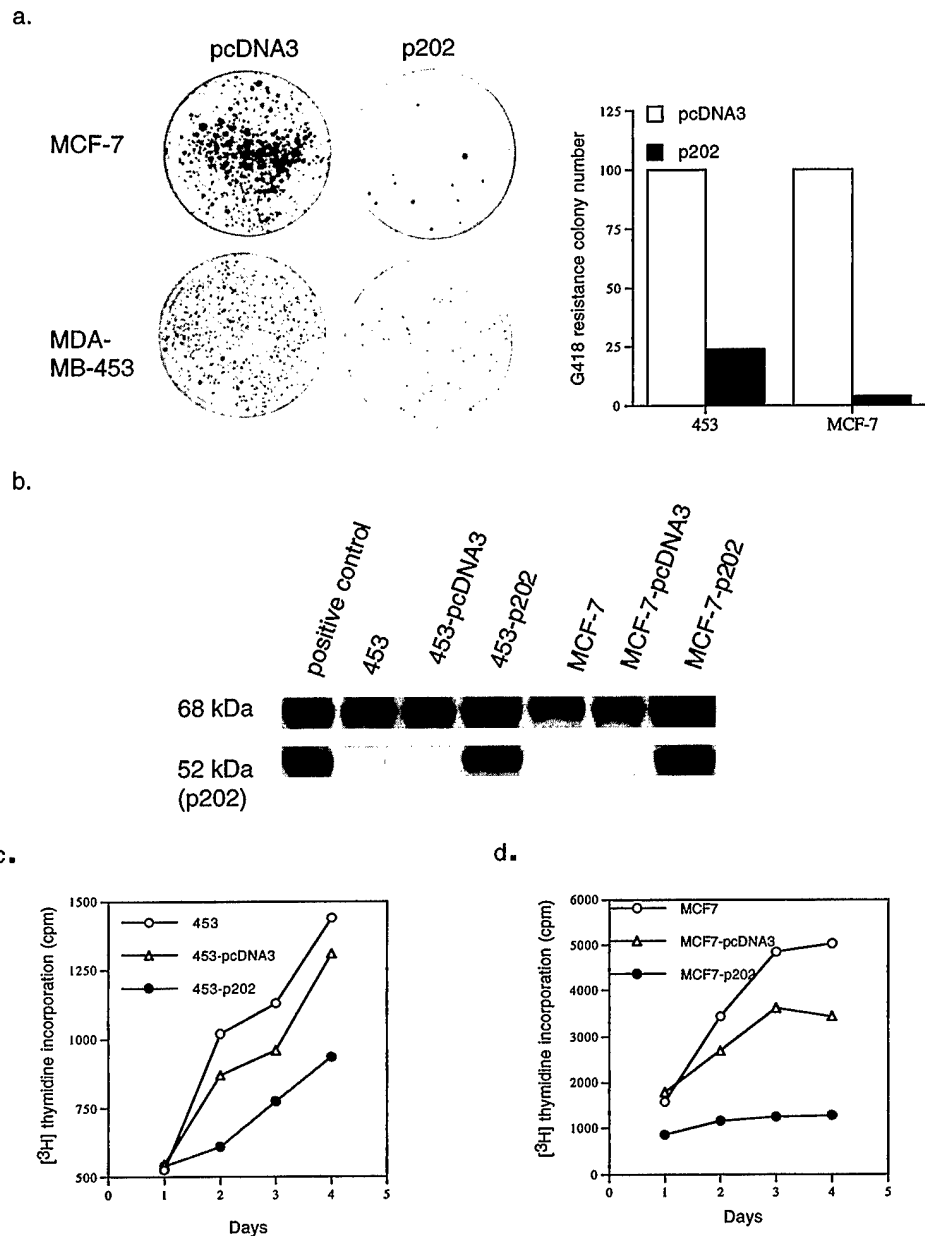 a.
pcDNA3 p202
MCF-7
MDA-
MB-453
G418 resistance colony number
125
100
75
50
25
0
pcDNA3
p202
453 MCF-7
b.
positive control
453
453-pcDNA3
453-p202
MCF-7
MCF-7-pcDNA3
MCF-7-p202
68 kDa
52 kDa
(p202)
c.
[3H] thymidine incorporation (cpm)
1500
1250
1000
750
500
453
453-pcDNA3
453-p202
0 1 2 3 4 5
Days
d.
[3H] thymidine incorporation (cpm)
6000
5000
4000
3000
2000
1000
0
MCF7
MCF7-pcDNA3
MCF7-p202
0 1 2 3 4 5
Days